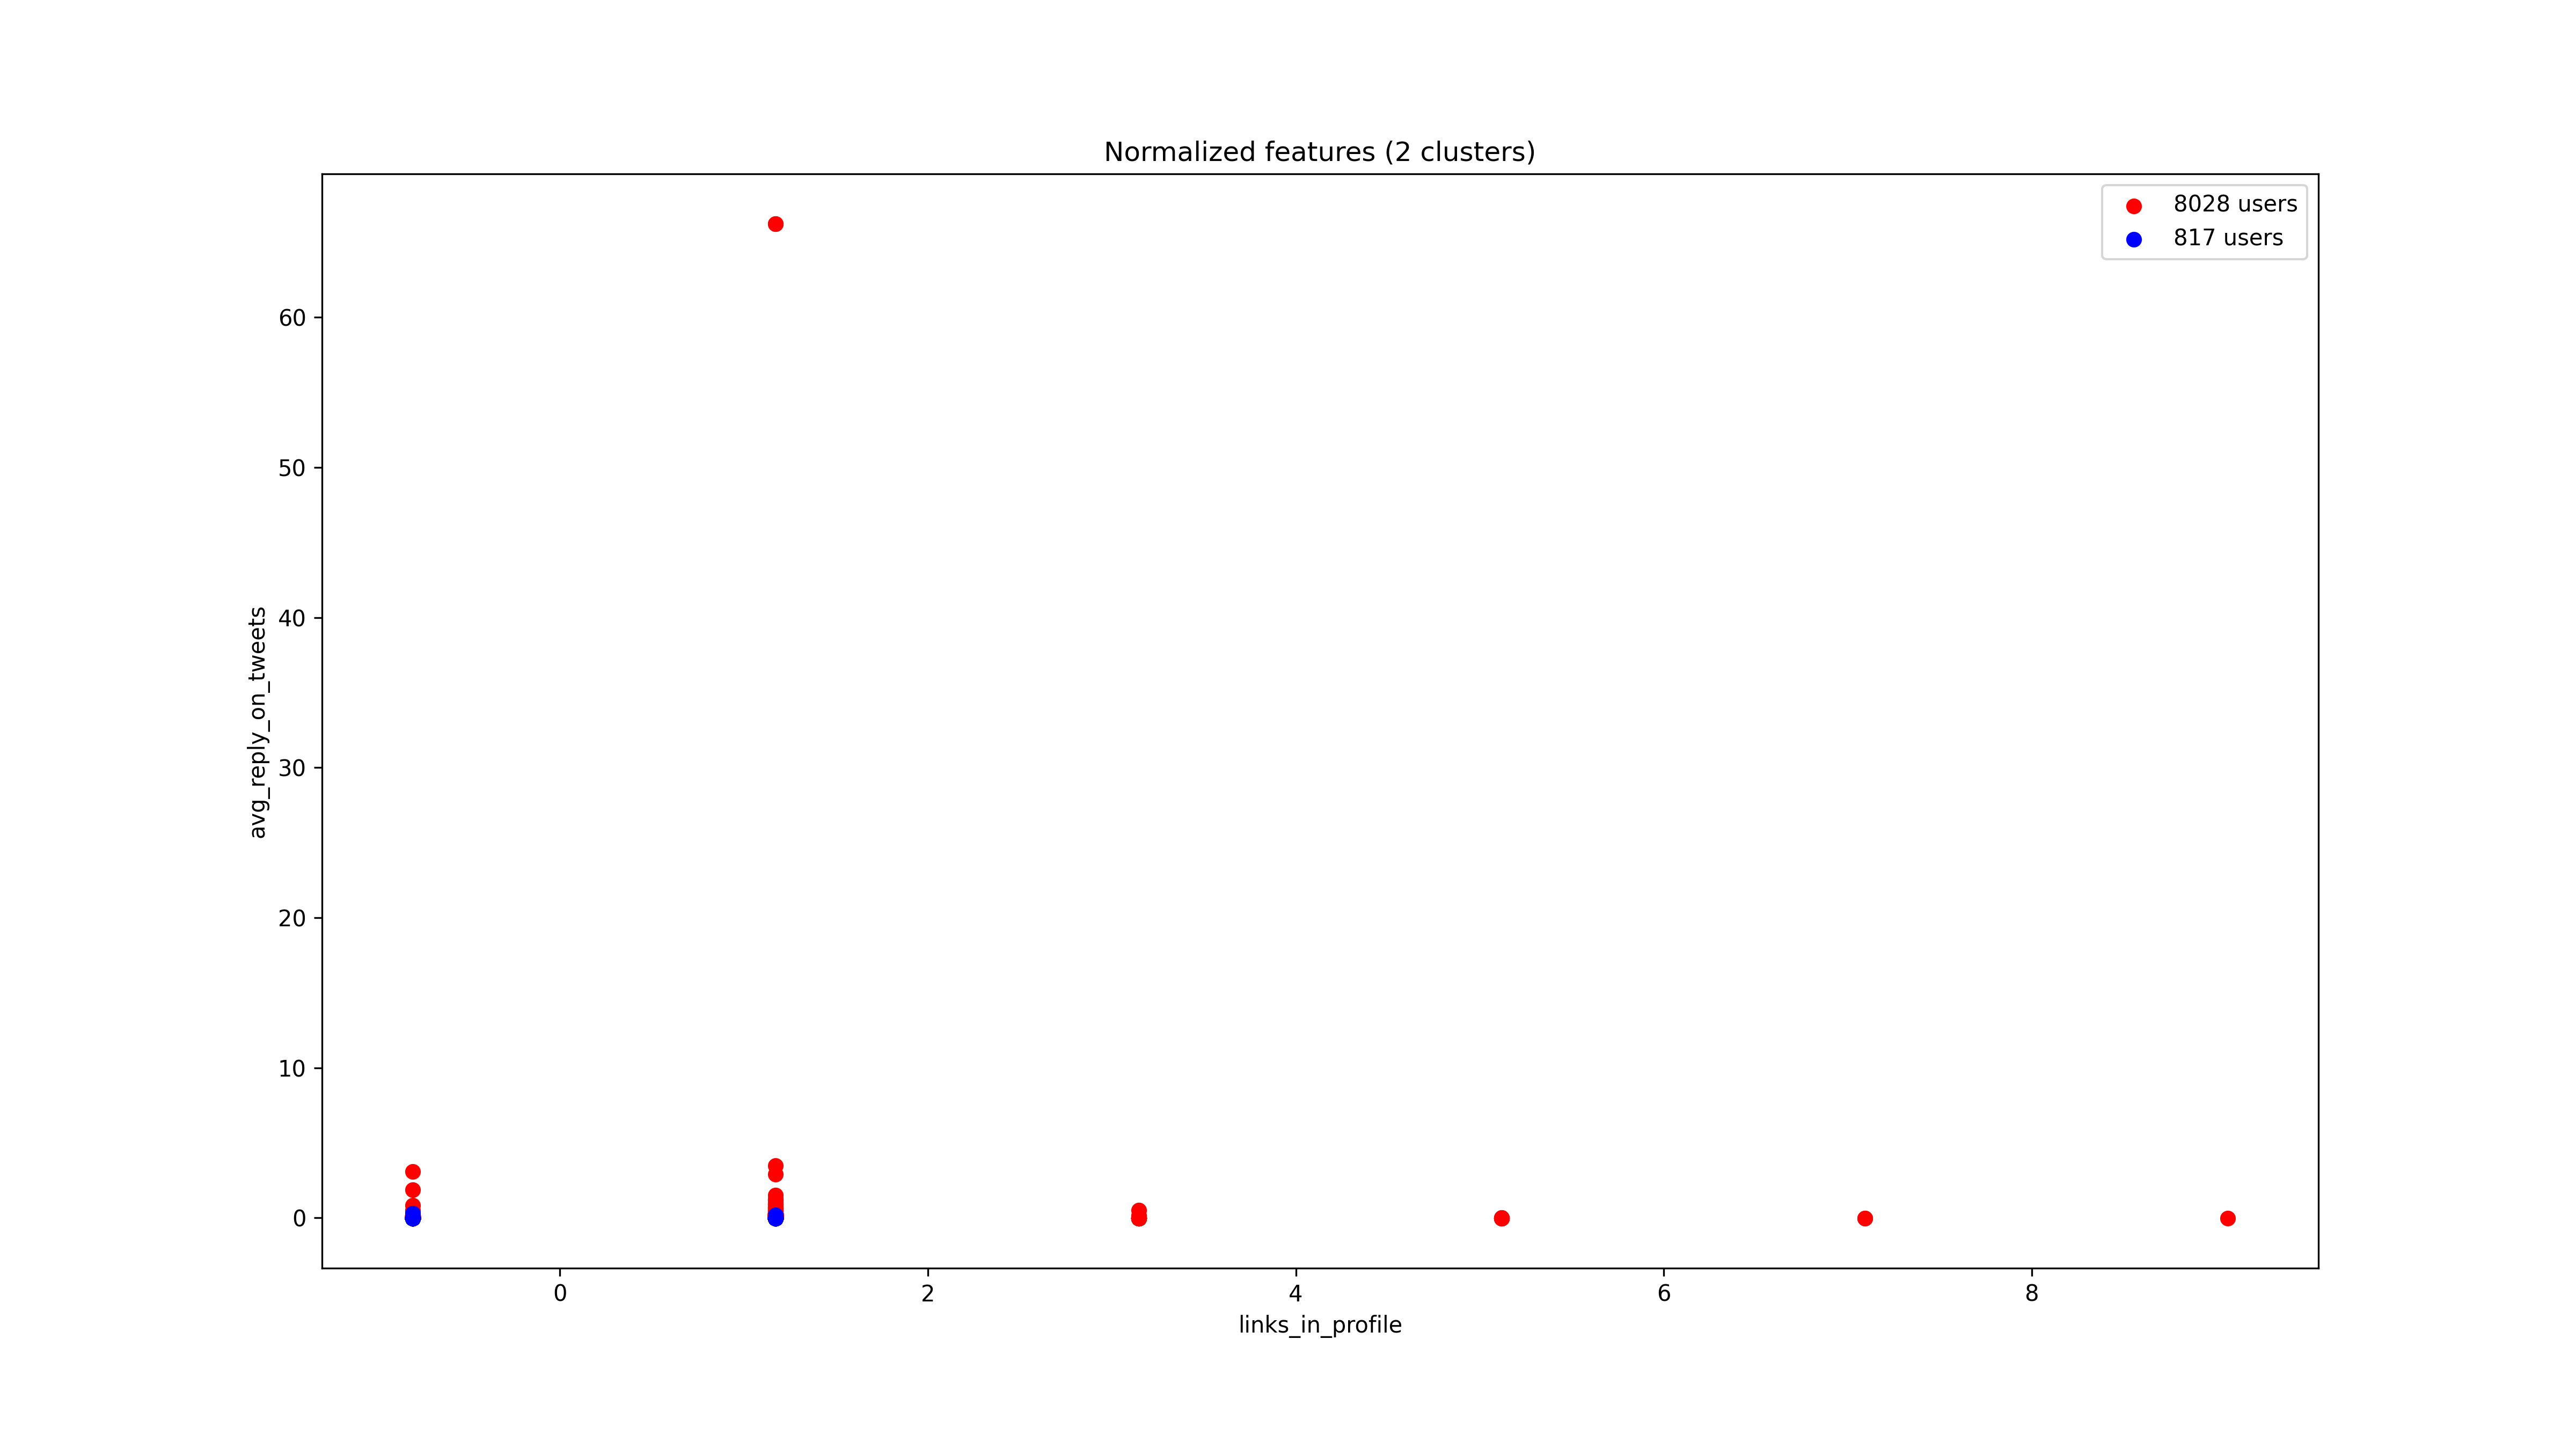 Normalized features (2 clusters)
8028 users
817 users
60
50
40
30
20
10
0
avg_reply_on_tweets
0 2 4 6 8
links_in_profile